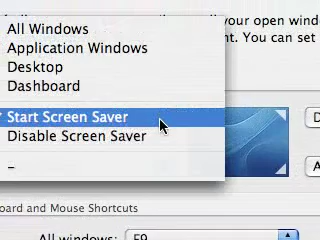 your open windo
All Windows
Application Windows
nt. You can set
Desktop
Dashboard
Start Screen Saver
D
Disable Screen Saver
–
A
oard and Mouse Shortcuts
All windows: F9